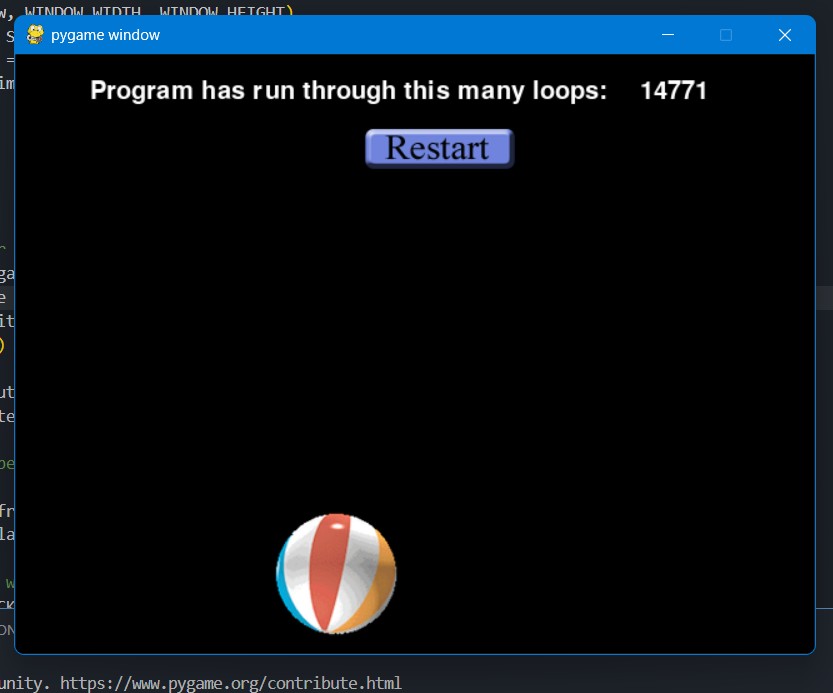 w, WINDOW_WIDTH, WINDOW_HEIGHT)
pygame window
Program has run through this many loops: 14771
Restart
unity. https://www.pygame.org/contribute.html